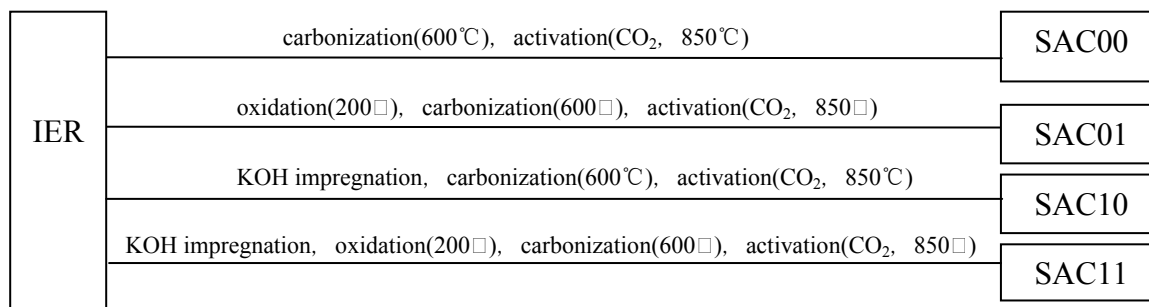 carbonization(600℃), activation(CO₂, 850℃)
SAC00
oxidation(200□), carbonization(600□), activation(CO₂, 850□)
SAC01
IER
KOH impregnation, carbonization(600℃), activation(CO₂, 850℃)
SAC10
KOH impregnation, oxidation(200□), carbonization(600□), activation(CO₂, 850□)
SAC11